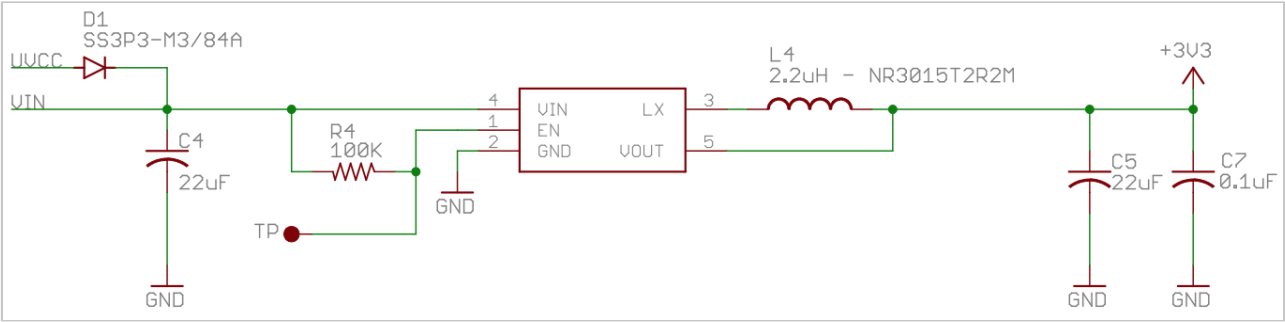 D1
SS3P3-M3/84A
UVCC
VIN
C4
22uF
GND
R4
100K
TP
GND
4
1
2
VIN
EN
GND
LX
VOUT
3
5
L4
2.2uH - NR3015T2R2M
+3V3
C5
22uF
GND
C7
0.1uF
GND